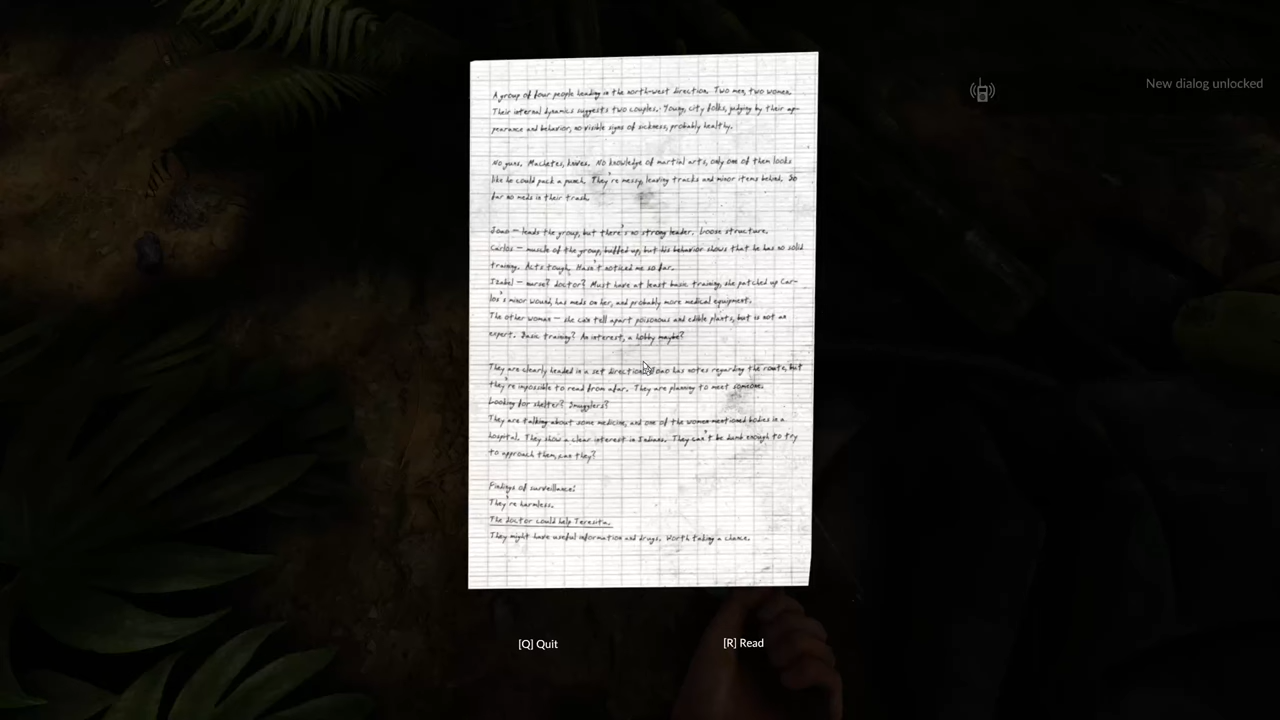 A group of four people heading in the north-west direction. Two men, two women.
Their internal dynamics suggests two couples. Young, city folks, judging by their ap-
pearance and behavior, no visible signs of sickness, probably healthy.
No guns. Machetes, knives. No knowledge of martial arts, only one of them looks
like he could pack a punch. They're messy, leaving tracks and minor items behind. So
far no meds in their trash.
Joao – leads the group, but there's no strong leader. Loose structure.
Carlos – muscle of the group, buffed up, but his behavior shows that he has no solid
training. Acts tough. Hasn't noticed me so far.
Izabel – nurse? doctor? Must have at least basic training, she patched up Car-
los's minor wound, has meds on her, and probably more medical equipment.
The other woman – she can tell apart poisonous and edible plants, but is not an
expert. Basic training? An interest, a hobby maybe?
They are clearly headed in a set direction. Joao has notes regarding the route, but
they're impossible to read from afar. They are planning to meet someone.
Looking for shelter? Smugglers?
They are talking about some medicine, and one of the women mentioned bodies in a
hospital. They show a clear interest in Indians. They can't be dumb enough to try
to approach them, can they?
Findings of surveillance:
They're harmless.
The doctor could help Teresita.
They might have useful information and drugs. Worth taking a chance.
New dialog unlocked
[Q] Quit
[R] Read